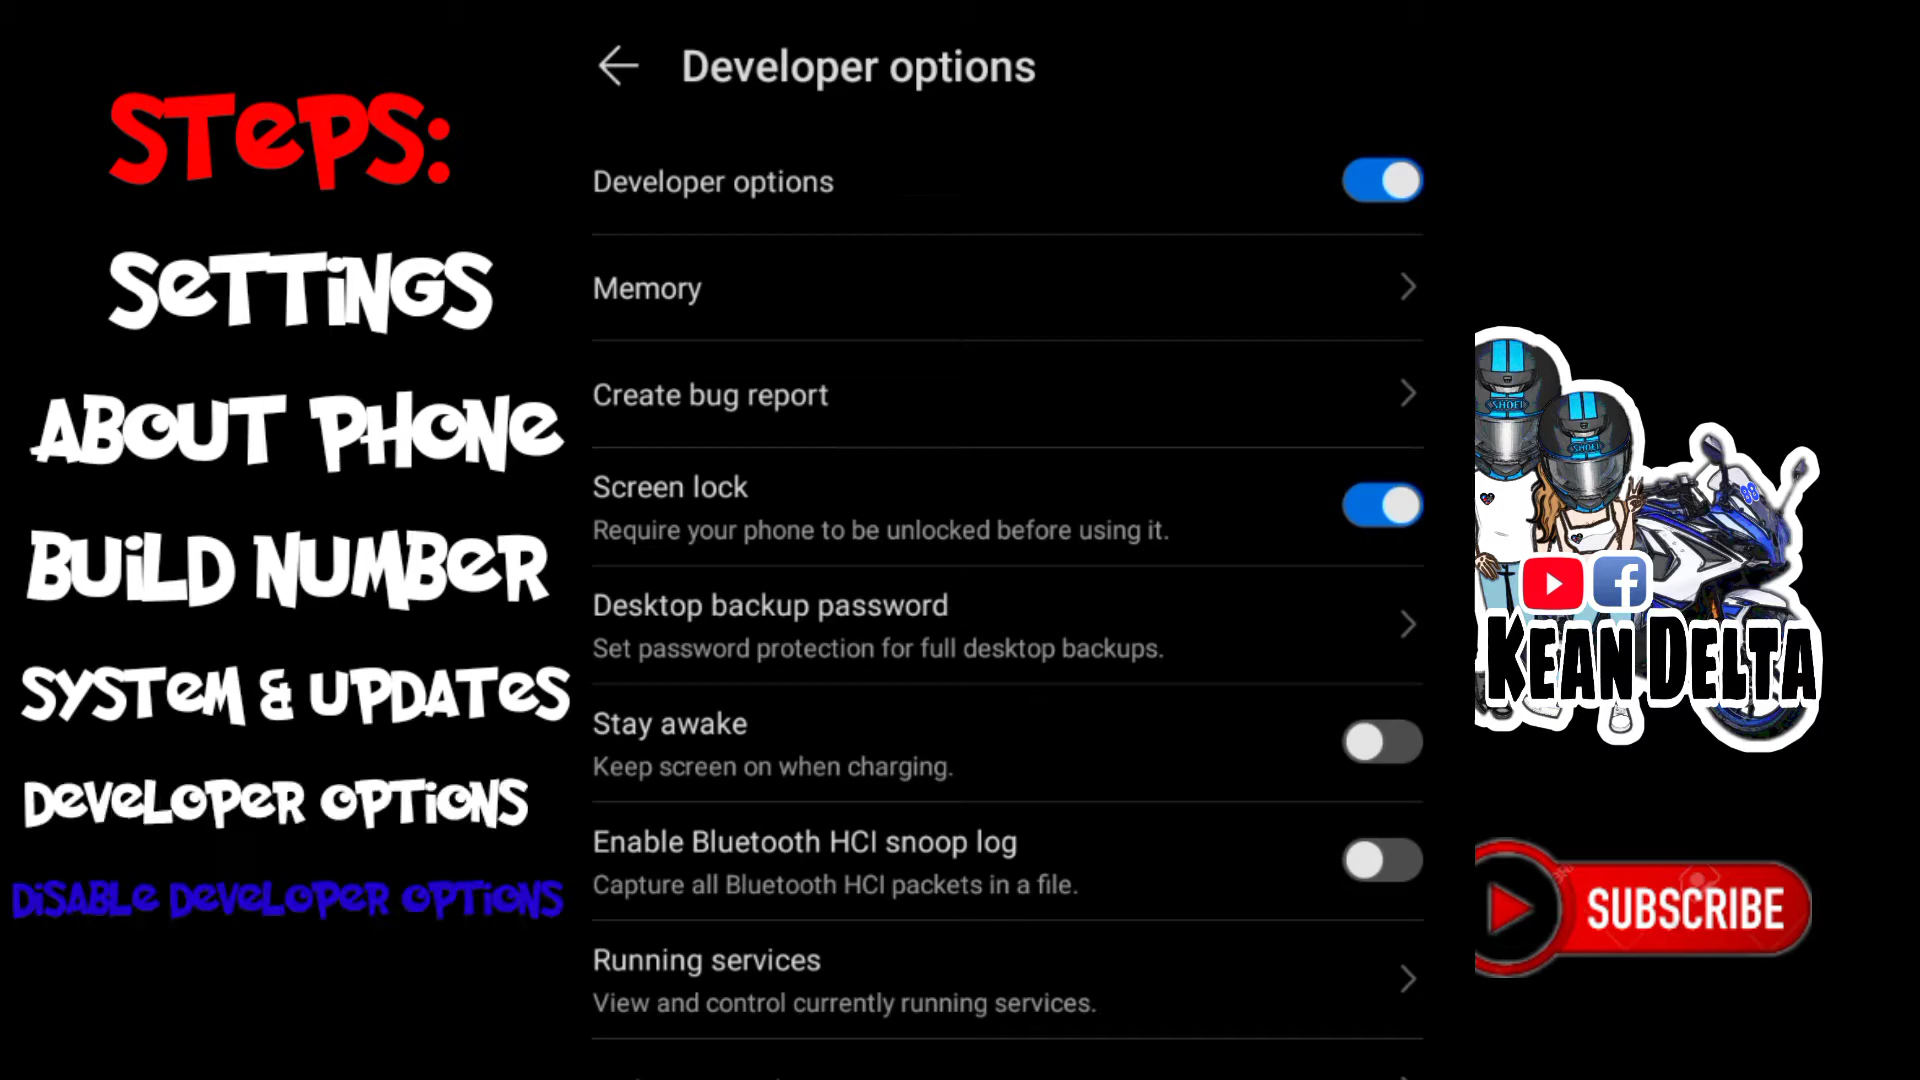 STEPS:
SETTINGS
ABOUT PHONE
BUILD NUMBER
SYSTEM & UPDATES
DEVELOPER OPTIONS
DISABLE DEVELOPER OPTIONS
Developer options
Developer options
Memory
Create bug report
Screen lock
Require your phone to be unlocked before using it.
Desktop backup password
Set password protection for full desktop backups.
Stay awake
Keep screen on when charging.
Enable Bluetooth HCI snoop log
Capture all Bluetooth HCI packets in a file.
Running services
View and control currently running services.
SHOEI
SHOEI
88
f
KEAN DELTA
SUBSCRIBE